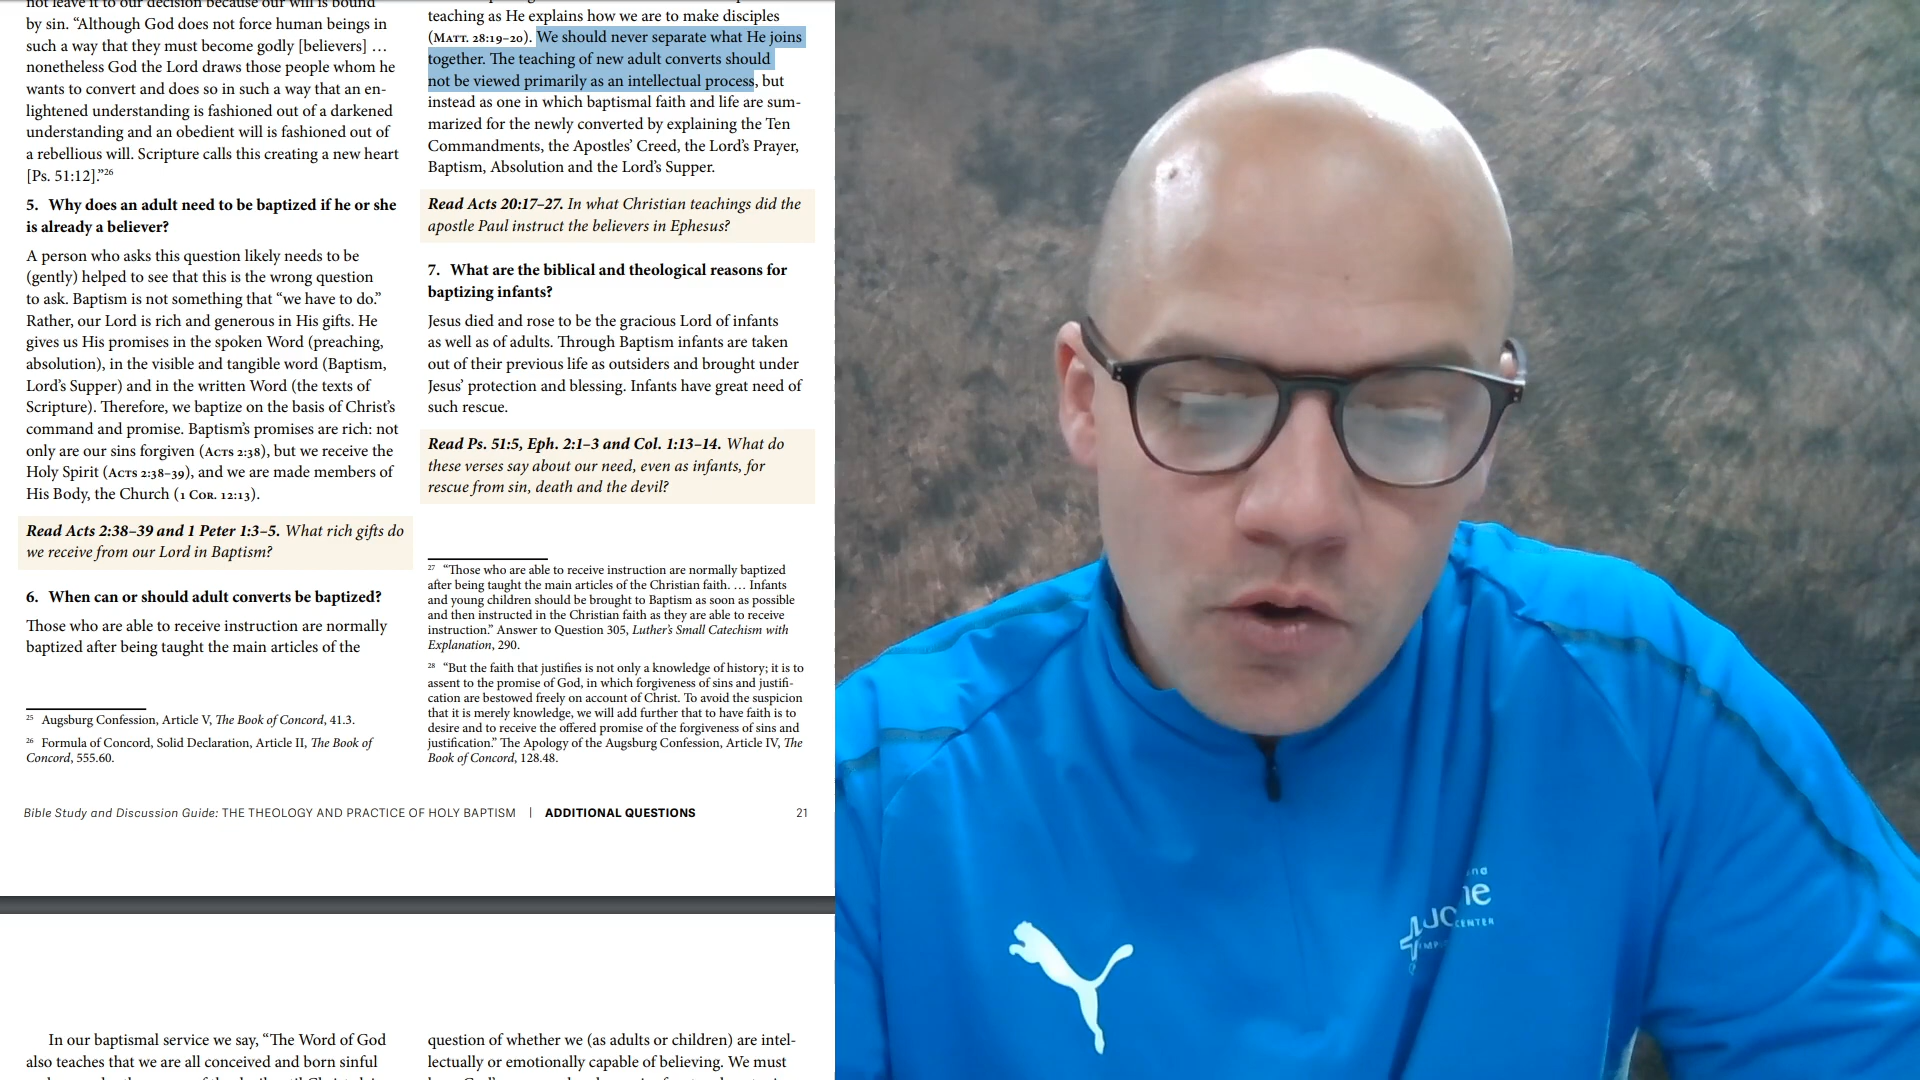 not leave it to our decision because our will is bound
by sin. “Although God does not force human beings in
such a way that they must become godly [believers] …
nonetheless God the Lord draws those people whom he
wants to convert and does so in such a way that an en-
lightened understanding is fashioned out of a darkened
understanding and an obedient will is fashioned out of
a rebellious will. Scripture calls this creating a new heart
[Ps. 51:12].”26
5. Why does an adult need to be baptized if he or she
is already a believer?
A person who asks this question likely needs to be
(gently) helped to see that this is the wrong question
to ask. Baptism is not something that “we have to do.”
Rather, our Lord is rich and generous in His gifts. He
gives us His promises in the spoken Word (preaching,
absolution), in the visible and tangible word (Baptism,
Lord’s Supper) and in the written Word (the texts of
Scripture). Therefore, we baptize on the basis of Christ’s
command and promise. Baptism’s promises are rich: not
only are our sins forgiven (Acts 2:38), but we receive the
Holy Spirit (Acts 2:38–39), and we are made members of
His Body, the Church (1 Cor. 12:13).
Read Acts 2:38–39 and 1 Peter 1:3–5. What rich gifts do
we receive from our Lord in Baptism?
6. When can or should adult converts be baptized?
Those who are able to receive instruction are normally
baptized after being taught the main articles of the
25 Augsburg Confession, Article V, The Book of Concord, 41.3.
26 Formula of Concord, Solid Declaration, Article II, The Book of
Concord, 555.60.
teaching as He explains how we are to make disciples
(Matt. 28:19–20). We should never separate what He joins
together. The teaching of new adult converts should
not be viewed primarily as an intellectual process, but
instead as one in which baptismal faith and life are sum-
marized for the newly converted by explaining the Ten
Commandments, the Apostles’ Creed, the Lord’s Prayer,
Baptism, Absolution and the Lord’s Supper.
Read Acts 20:17–27. In what Christian teachings did the
apostle Paul instruct the believers in Ephesus?
7. What are the biblical and theological reasons for
baptizing infants?
Jesus died and rose to be the gracious Lord of infants
as well as of adults. Through Baptism infants are taken
out of their previous life as outsiders and brought under
Jesus’ protection and blessing. Infants have great need of
such rescue.
Read Ps. 51:5, Eph. 2:1–3 and Col. 1:13–14. What do
these verses say about our need, even as infants, for
rescue from sin, death and the devil?
27 “Those who are able to receive instruction are normally baptized
after being taught the main articles of the Christian faith. … Infants
and young children should be brought to Baptism as soon as possible
and then instructed in the Christian faith as they are able to receive
instruction.” Answer to Question 305, Luther’s Small Catechism with
Explanation, 290.
28 “But the faith that justifies is not only a knowledge of history; it is to
assent to the promise of God, in which forgiveness of sins and justifi-
cation are bestowed freely on account of Christ. To avoid the suspicion
that it is merely knowledge, we will add further that to have faith is to
desire and to receive the offered promise of the forgiveness of sins and
justification.” The Apology of the Augsburg Confession, Article IV, The
Book of Concord, 128.48.
Bible Study and Discussion Guide: THE THEOLOGY AND PRACTICE OF HOLY BAPTISM | ADDITIONAL QUESTIONS 21
In our baptismal service we say, “The Word of God
also teaches that we are all conceived and born sinful
question of whether we (as adults or children) are intel-
lectually or emotionally capable of believing. We must
CENTER